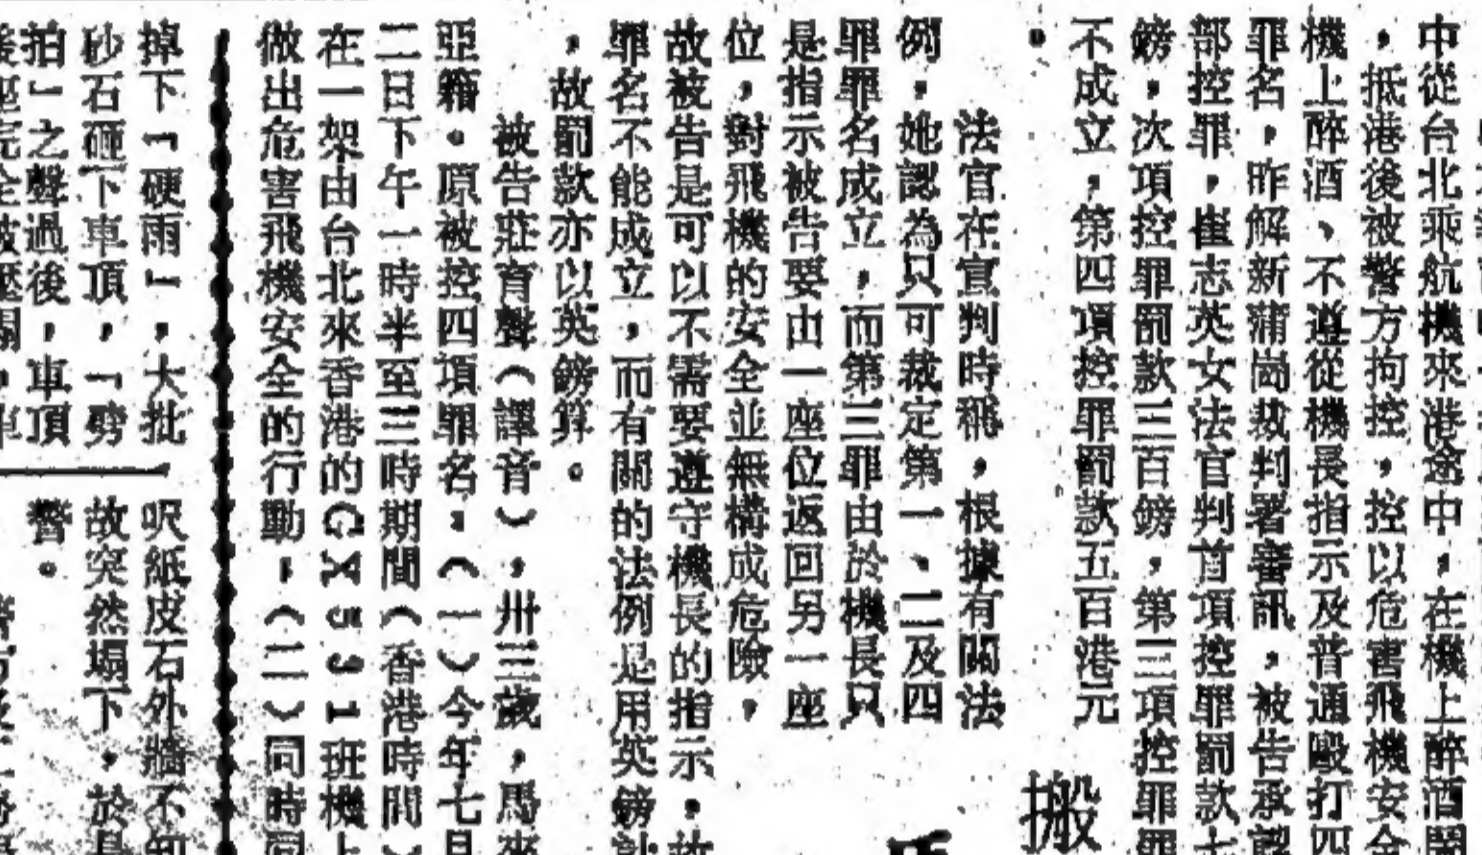 中從台北乘航機來港途中,在機上醉酒鬧
,抵港後被警方拘控,控以危害飛機安全
機上醉酒、不遵從機長指示及普通毆打四
罪名,昨解新蒲崗裁判署審訊,被告承認
部控罪,崔志英女法官判首項控罪罰款七
鎊,次項控罪罰款三百鎊,第三項控罪罪
不成立,第四項控罪罰款五百港元
。
搬
法官在宣判時稱,根據有關法
例,她認為只可裁定第一、二及四
罪罪名成立,而第三罪由於機長只
是指示被告要由一座位返回另一座
位,對飛機的安全並無構成危險,
故被告是可以不需要遵守機長的指示。故
罪名不能成立,而有關的法例是用英鎊計
,故罰款亦以英鎊算。
被告莊育聲(譯音),卅三歲,馬來
亞籍。原被控四項罪名:(一)今年七月
二日下午一時半至三時期間(香港時間)
在一架由台北來香港的CX531班機上
做出危害飛機安全的行動,(二)同時同
掉下「硬雨」,大批
砂石砸下車頂,「劈
拍」之聲過後,車頂
呎紙皮石外牆不知
故突然塌下,於是
警。